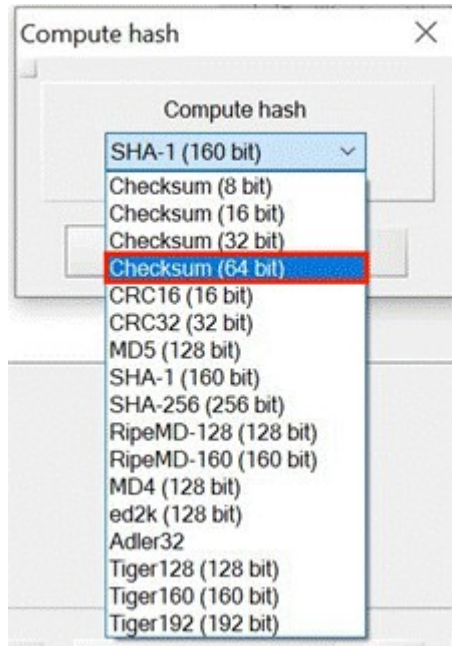 Compute hash
Compute hash
SHA-1 (160 bit)
Checksum (8 bit)
Checksum (16 bit)
Checksum (32 bit)
Checksum (64 bit)
CRC16 (16 bit)
CRC32 (32 bit)
MD5 (128 bit)
SHA-1 (160 bit)
SHA-256 (256 bit)
RipeMD-128 (128 bit)
RipeMD-160 (160 bit)
MD4 (128 bit)
ed2k (128 bit)
Adler32
Tiger128 (128 bit)
Tiger160 (160 bit)
Tiger192 (192 bit)